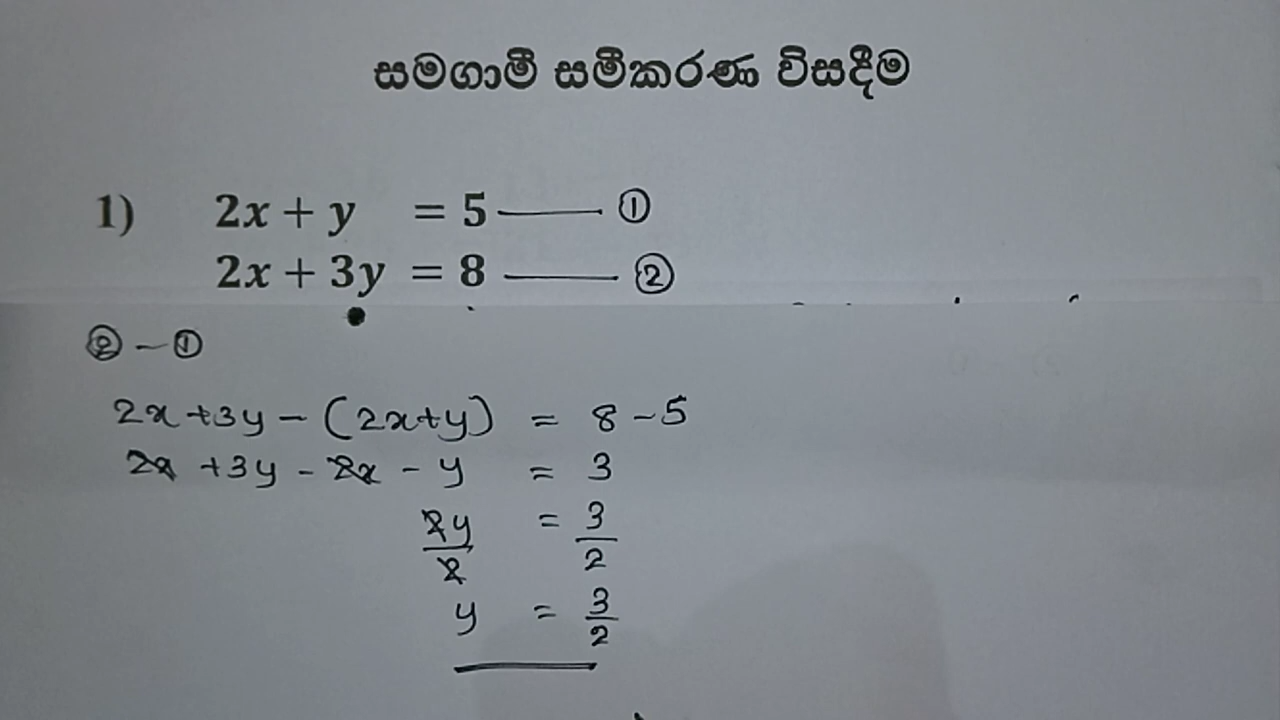 සමගාමී සමීකරණ විසදීම
1) 2x + y = 5 —— ①
2x + 3y = 8 —— ②
② — ①
2x + 3y − (2x+y) = 8 − 5
2x + 3y − 2x − y = 3
2y/2 = 3/2
y = 3/2